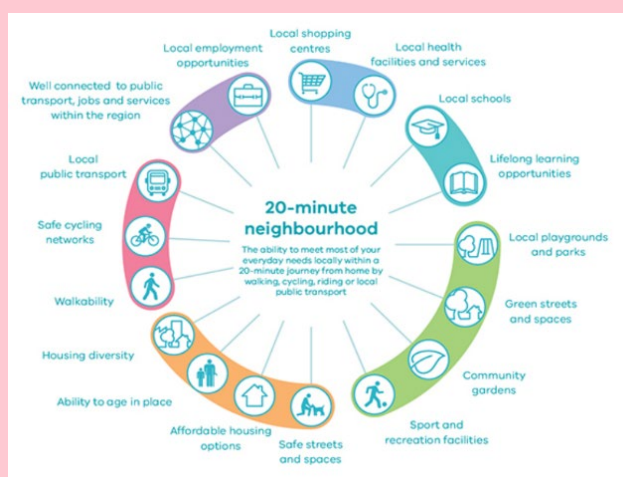 Local shopping
centres
Local health
facilities and services
Local schools
Lifelong learning
opportunities
Local playgrounds
and parks
Green streets
and spaces
Community
gardens
Sport and
recreation facilities
Safe streets
and spaces
Affordable housing
options
Ability to age in place
Housing diversity
Walkability
Safe cycling
networks
Local
public transport
Well connected to public
transport, jobs and services
within the region
Local employment
opportunities
20-minute
neighbourhood
The ability to meet most of your
everyday needs locally within a
20-minute journey from home by
walking, cycling, riding or local
public transport